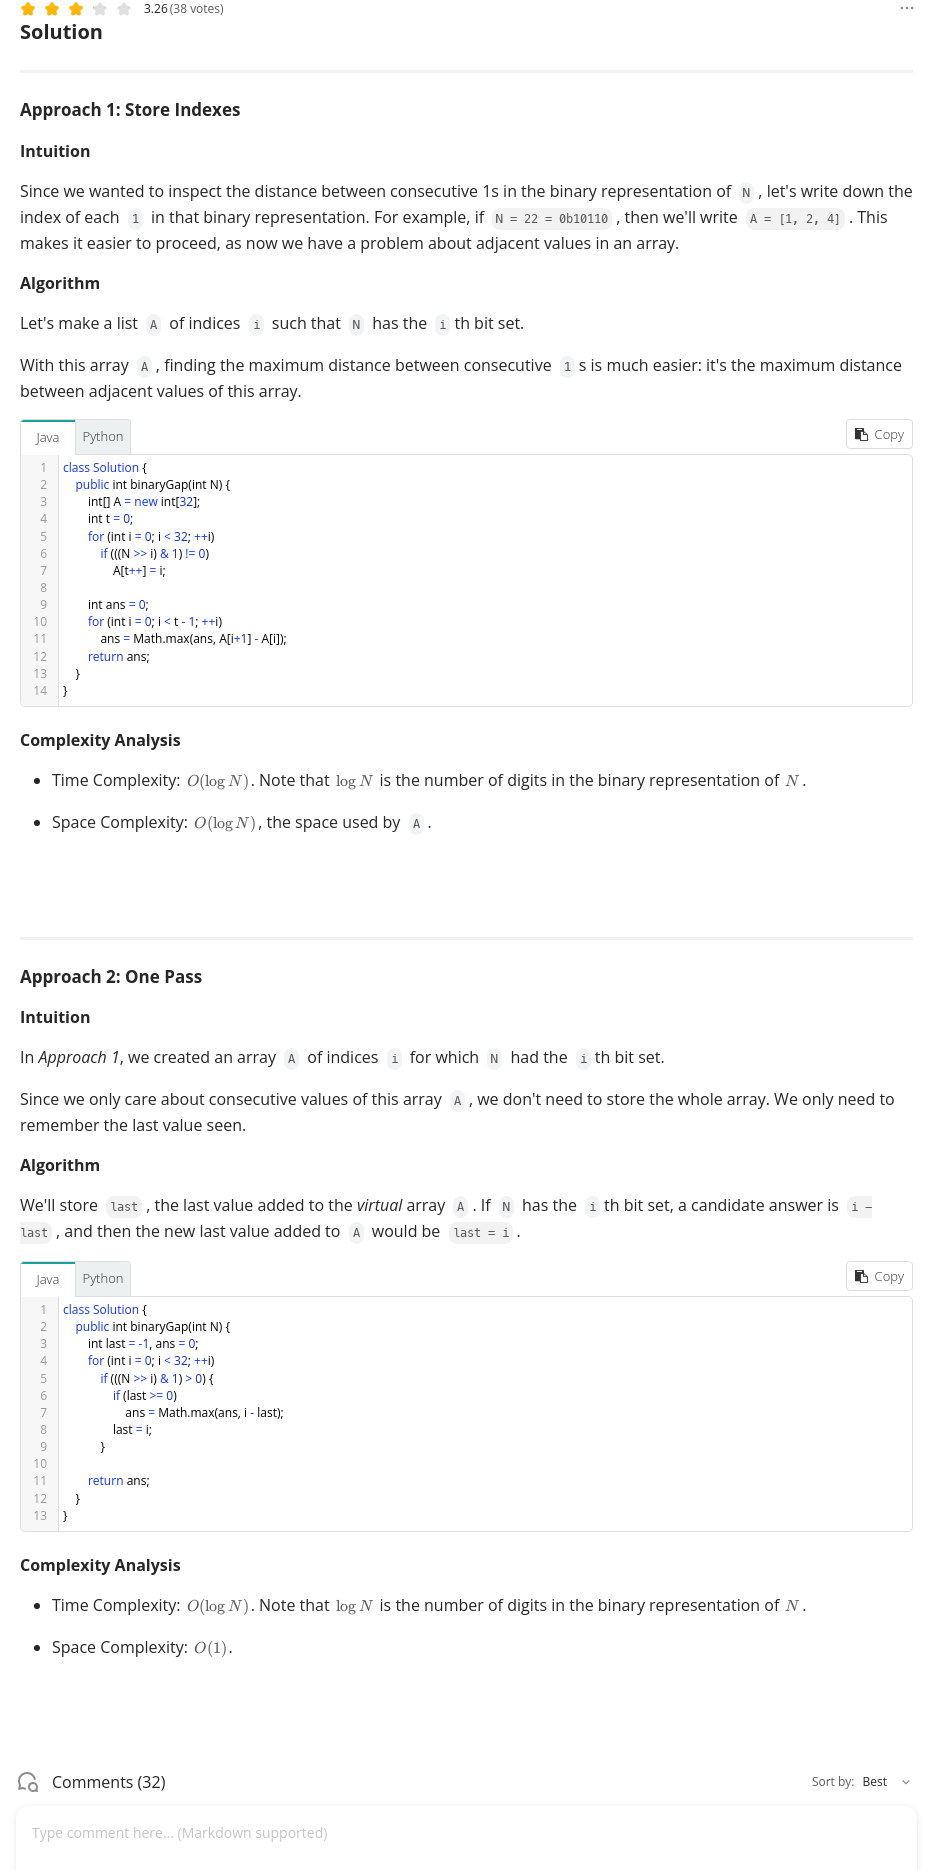 3.26 (38 votes)
Solution
Approach 1: Store Indexes
Intuition
Since we wanted to inspect the distance between consecutive 1s in the binary representation of N , let's write down the
index of each 1 in that binary representation. For example, if N = 22 = 0b10110 , then we'll write A = [1, 2, 4] . This
makes it easier to proceed, as now we have a problem about adjacent values in an array.
Algorithm
Let's make a list A of indices i such that N has the i th bit set.
With this array A , finding the maximum distance between consecutive 1 s is much easier: it's the maximum distance
between adjacent values of this array.
Java Python Copy
1 class Solution {
2 public int binaryGap(int N) {
3 int[] A = new int[32];
4 int t = 0;
5 for (int i = 0; i < 32; ++i)
6 if (((N >> i) & 1) != 0)
7 A[t++] = i;
8
9 int ans = 0;
10 for (int i = 0; i < t - 1; ++i)
11 ans = Math.max(ans, A[i+1] - A[i]);
12 return ans;
13 }
14 }
Complexity Analysis
• Time Complexity: O(log N). Note that log N is the number of digits in the binary representation of N .
• Space Complexity: O(log N), the space used by A .
Approach 2: One Pass
Intuition
In Approach 1, we created an array A of indices i for which N had the i th bit set.
Since we only care about consecutive values of this array A , we don't need to store the whole array. We only need to
remember the last value seen.
Algorithm
We'll store last , the last value added to the virtual array A . If N has the i th bit set, a candidate answer is i -
last , and then the new last value added to A would be last = i .
Java Python Copy
1 class Solution {
2 public int binaryGap(int N) {
3 int last = -1, ans = 0;
4 for (int i = 0; i < 32; ++i)
5 if (((N >> i) & 1) > 0) {
6 if (last >= 0)
7 ans = Math.max(ans, i - last);
8 last = i;
9 }
10
11 return ans;
12 }
13 }
Complexity Analysis
• Time Complexity: O(log N). Note that log N is the number of digits in the binary representation of N .
• Space Complexity: O(1).
Comments (32) Sort by: Best
Type comment here... (Markdown supported)